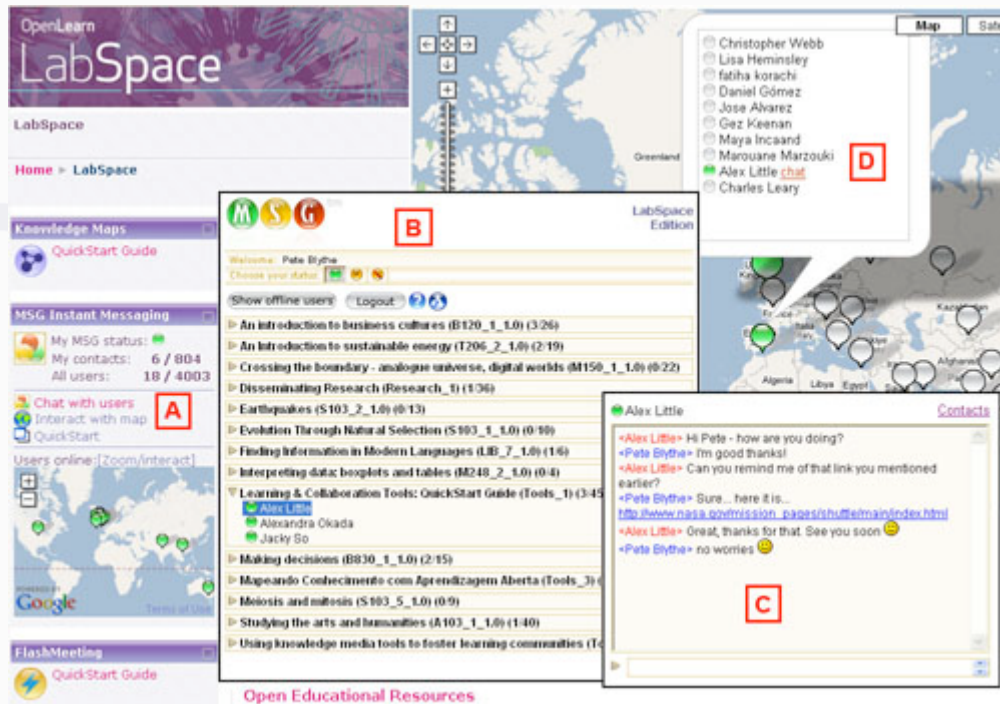 OpenLearn
LabSpace
LabSpace
Home ► LabSpace
Knowledge Maps
QuickStart Guide
MSG Instant Messaging
My MSG status:
My contacts: 6 / 804
All users: 18 / 4003
Chat with users
A
Interact with map
QuickStart
Users online:[Zoom/interact]
POWERED BY
Google
Terms of Use
FlashMeeting
QuickStart Guide
M S G
B
LabSpace
Edition
Welcome: Pete Blythe
Choose your status
Show offline users
Logout
An introduction to business cultures (B120_1_1.0) (3/26)
An Introduction to sustainable energy (T206_2_1.0) (2/19)
Crossing the boundary - analogue universe, digital worlds (M150_1_1.0) (0/22)
Disseminating Research (Research_1) (1/36)
Earthquakes (S103_2_1.0) (0/13)
Evolution Through Natural Selection (S103_1_1.0) (0/10)
Finding Information in Modern Languages (LIB_7_1.0) (1/6)
Interpreting data: boxplots and tables (M248_2_1.0) (0/4)
Learning & Collaboration Tools: QuickStart Guide (Tools_1) (3/45
Alex Little
Alexandra Okada
Jacky So
Making decisions (B830_1_1.0) (2/15)
Mapeando Conhecimento com Aprendizagem Aberta (Tools_3) (
Meiosis and mitosis (S103_5_1.0) (0/9)
Studying the arts and humanities (A103_1_1.0) (1/40)
Using knowledge media tools to foster learning communities (To
Open Educational Resources
Map
Sate
Greenland
Christopher Webb
Lisa Heminsley
fatiha korachi
Daniel Gómez
Jose Alvarez
Gez Keenan
Maya Incaand
Marouane Marzouki
Alex Little chat
Charles Leary
D
France
Italy
Algeria
Libya
Egypt
Alex Little
Contacts
<Alex Little> Hi Pete - how are you doing?
<Pete Blythe> I'm good thanks!
<Alex Little> Can you remind me of that link you mentioned
earlier?
<Pete Blythe> Sure... here it is...
http://www.nasa.gov/mission_pages/shuttle/main/index.html
<Alex Little> Great, thanks for that. See you soon
<Pete Blythe> no worries
C